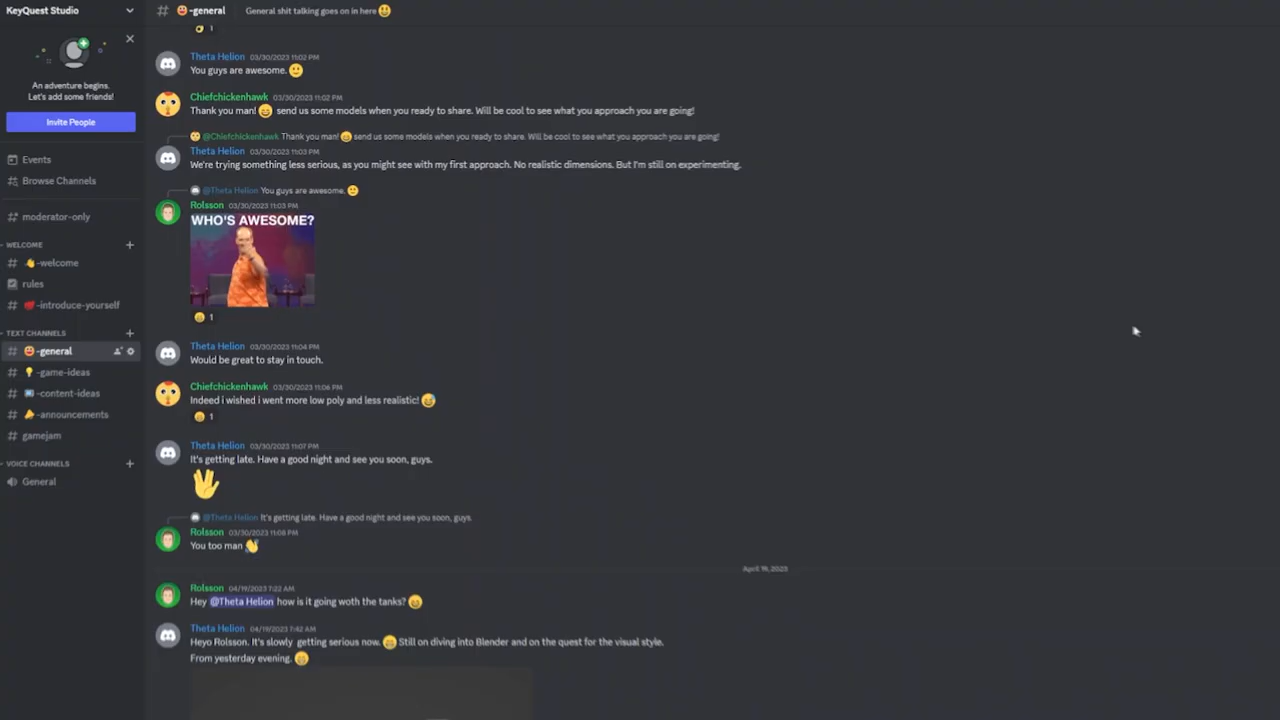 KeyQuest Studio
An adventure begins.
Let's add some friends!
Invite People
Events
Browse Channels
moderator-only
WELCOME
-welcome
rules
-introduce-yourself
TEXT CHANNELS
-general
-game-ideas
-content-ideas
-announcements
gamejam
VOICE CHANNELS
General
-general General shit talking goes on in here
1
Theta Helion 03/30/2023 11:02 PM
You guys are awesome.
Chiefchickenhawk 03/30/2023 11:02 PM
Thank you man! send us some models when you ready to share. Will be cool to see what you approach you are going!
@Chiefchickenhawk Thank you man! send us some models when you ready to share. Will be cool to see what you approach you are going!
Theta Helion 03/30/2023 11:03 PM
We're trying something less serious, as you might see with my first approach. No realistic dimensions. But I'm still on experimenting.
@Theta Helion You guys are awesome.
Rolsson 03/30/2023 11:03 PM
WHO'S AWESOME?
1
Theta Helion 03/30/2023 11:04 PM
Would be great to stay in touch.
Chiefchickenhawk 03/30/2023 11:06 PM
Indeed i wished i went more low poly and less realistic!
1
Theta Helion 03/30/2023 11:07 PM
It's getting late. Have a good night and see you soon, guys.
@Theta Helion It's getting late. Have a good night and see you soon, guys.
Rolsson 03/30/2023 11:08 PM
You too man
April 19, 2023
Rolsson 04/19/2023 7:22 AM
Hey @Theta Helion how is it going woth the tanks?
Theta Helion 04/19/2023 7:42 AM
Heyo Rolsson. It's slowly getting serious now. Still on diving into Blender and on the quest for the visual style.
From yesterday evening.